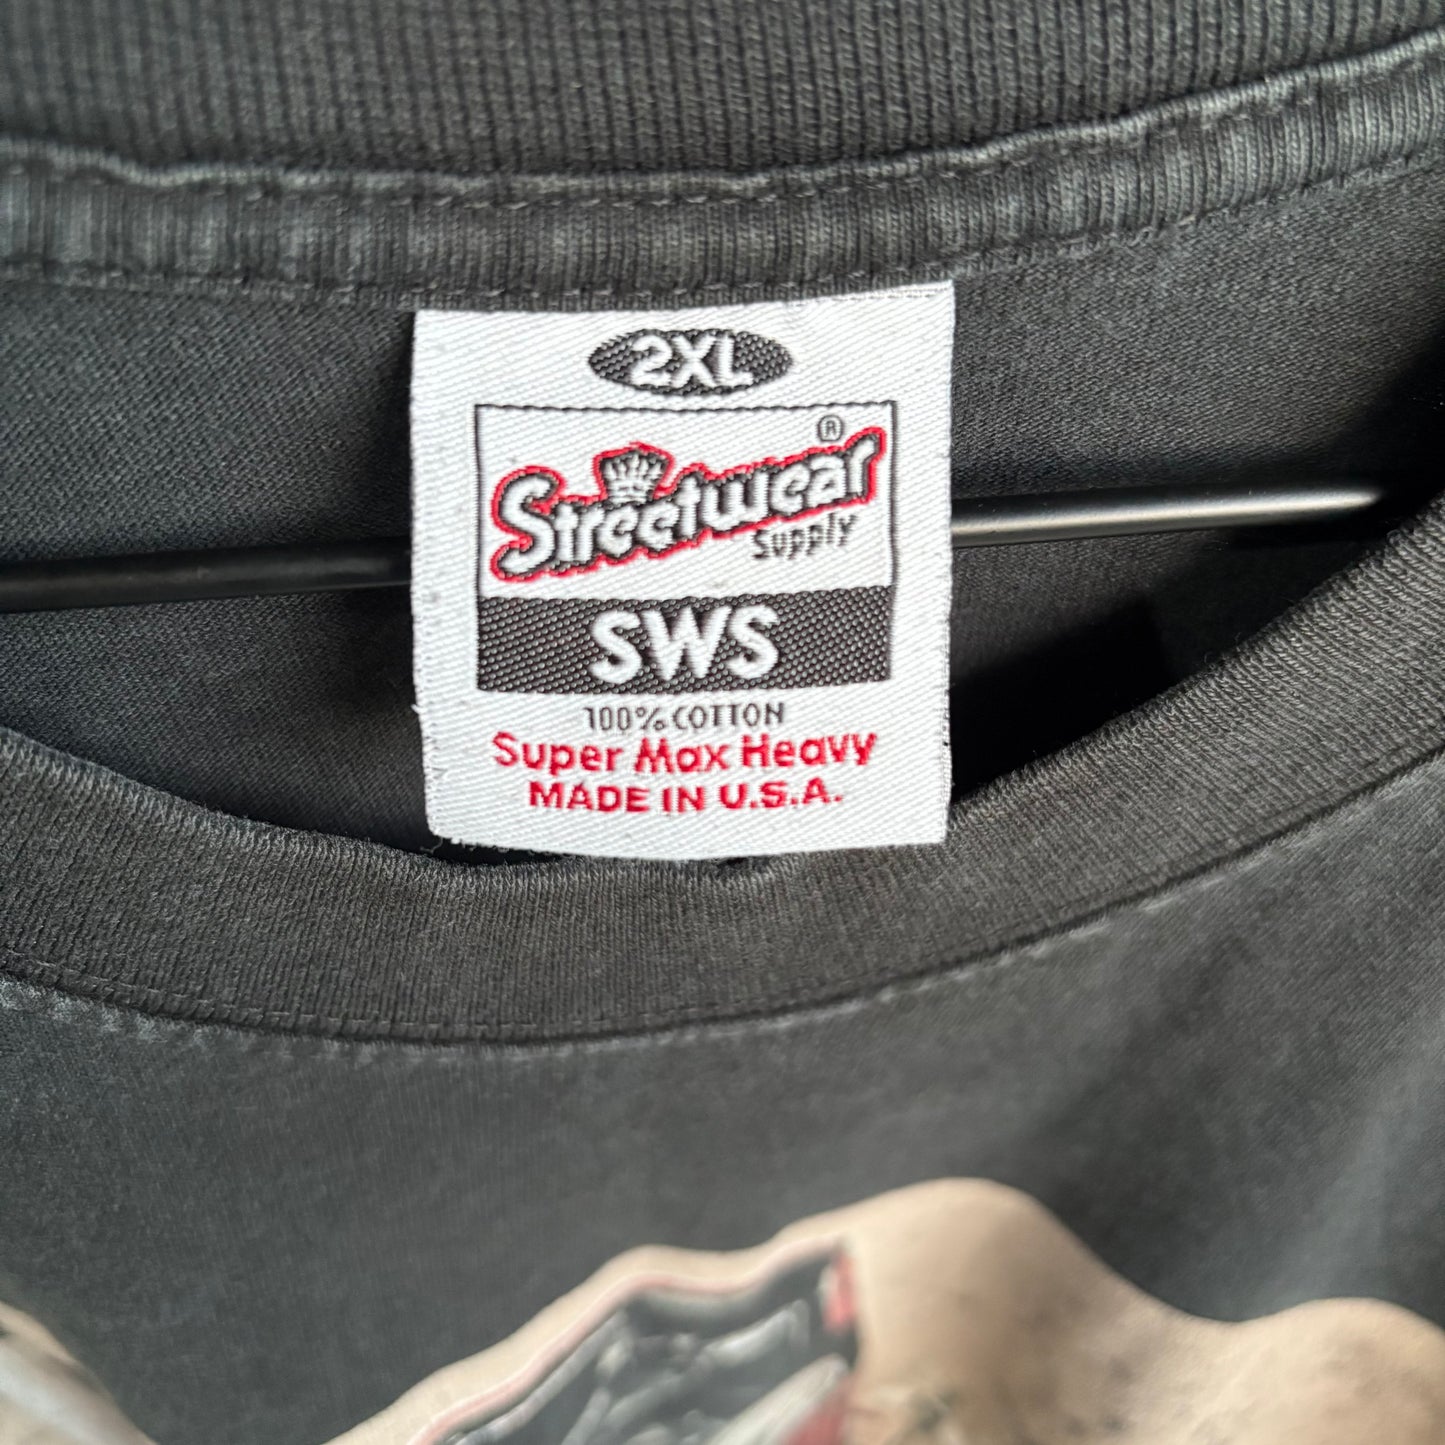 2XL
Streetwear ®
Supply
SWS
100% COTTON
Super Max Heavy
MADE IN U.S.A.